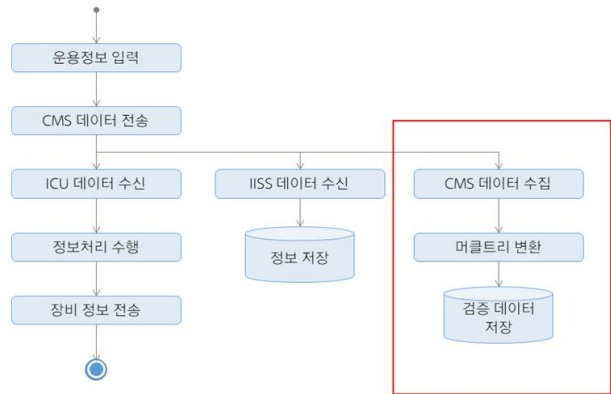 운용정보 입력
CMS 데이터 전송
ICU 데이터 수신
IISS 데이터 수신
CMS 데이터 수집
정보처리 수행
정보 저장
머클트리 변환
장비 정보 전송
검증 데이터
저장